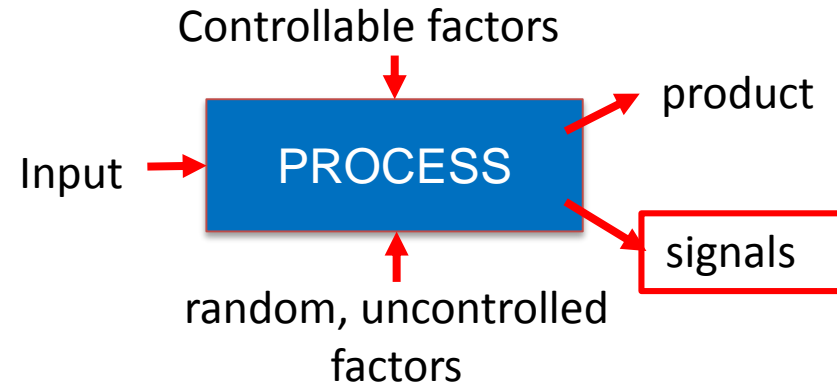 Controllable factors
product
Input
PROCESS
signals
random, uncontrolled
factors